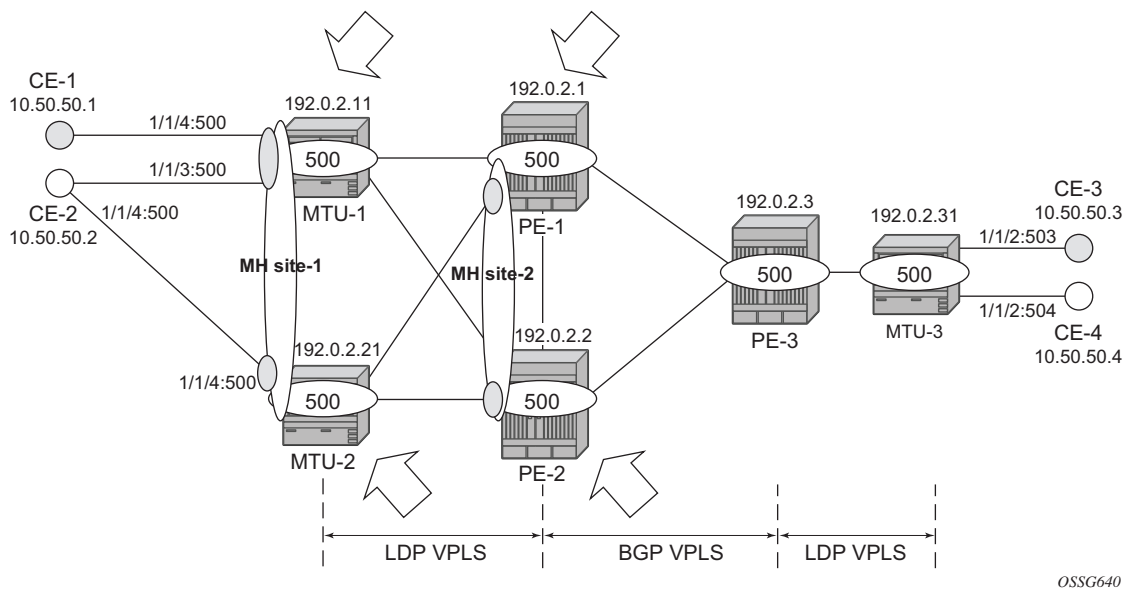 CE-1
10.50.50.1
1/1/4:500
1/1/3:500
CE-2
10.50.50.2
1/1/4:500
192.0.2.11
500
MTU-1
192.0.2.1
500
PE-1
MH site-1
MH site-2
192.0.2.21
1/1/4:500
500
MTU-2
192.0.2.2
500
PE-2
192.0.2.3
500
PE-3
192.0.2.31
500
MTU-3
CE-3
10.50.50.3
1/1/2:503
1/1/2:504
CE-4
10.50.50.4
LDP VPLS
BGP VPLS
LDP VPLS
OSSG640